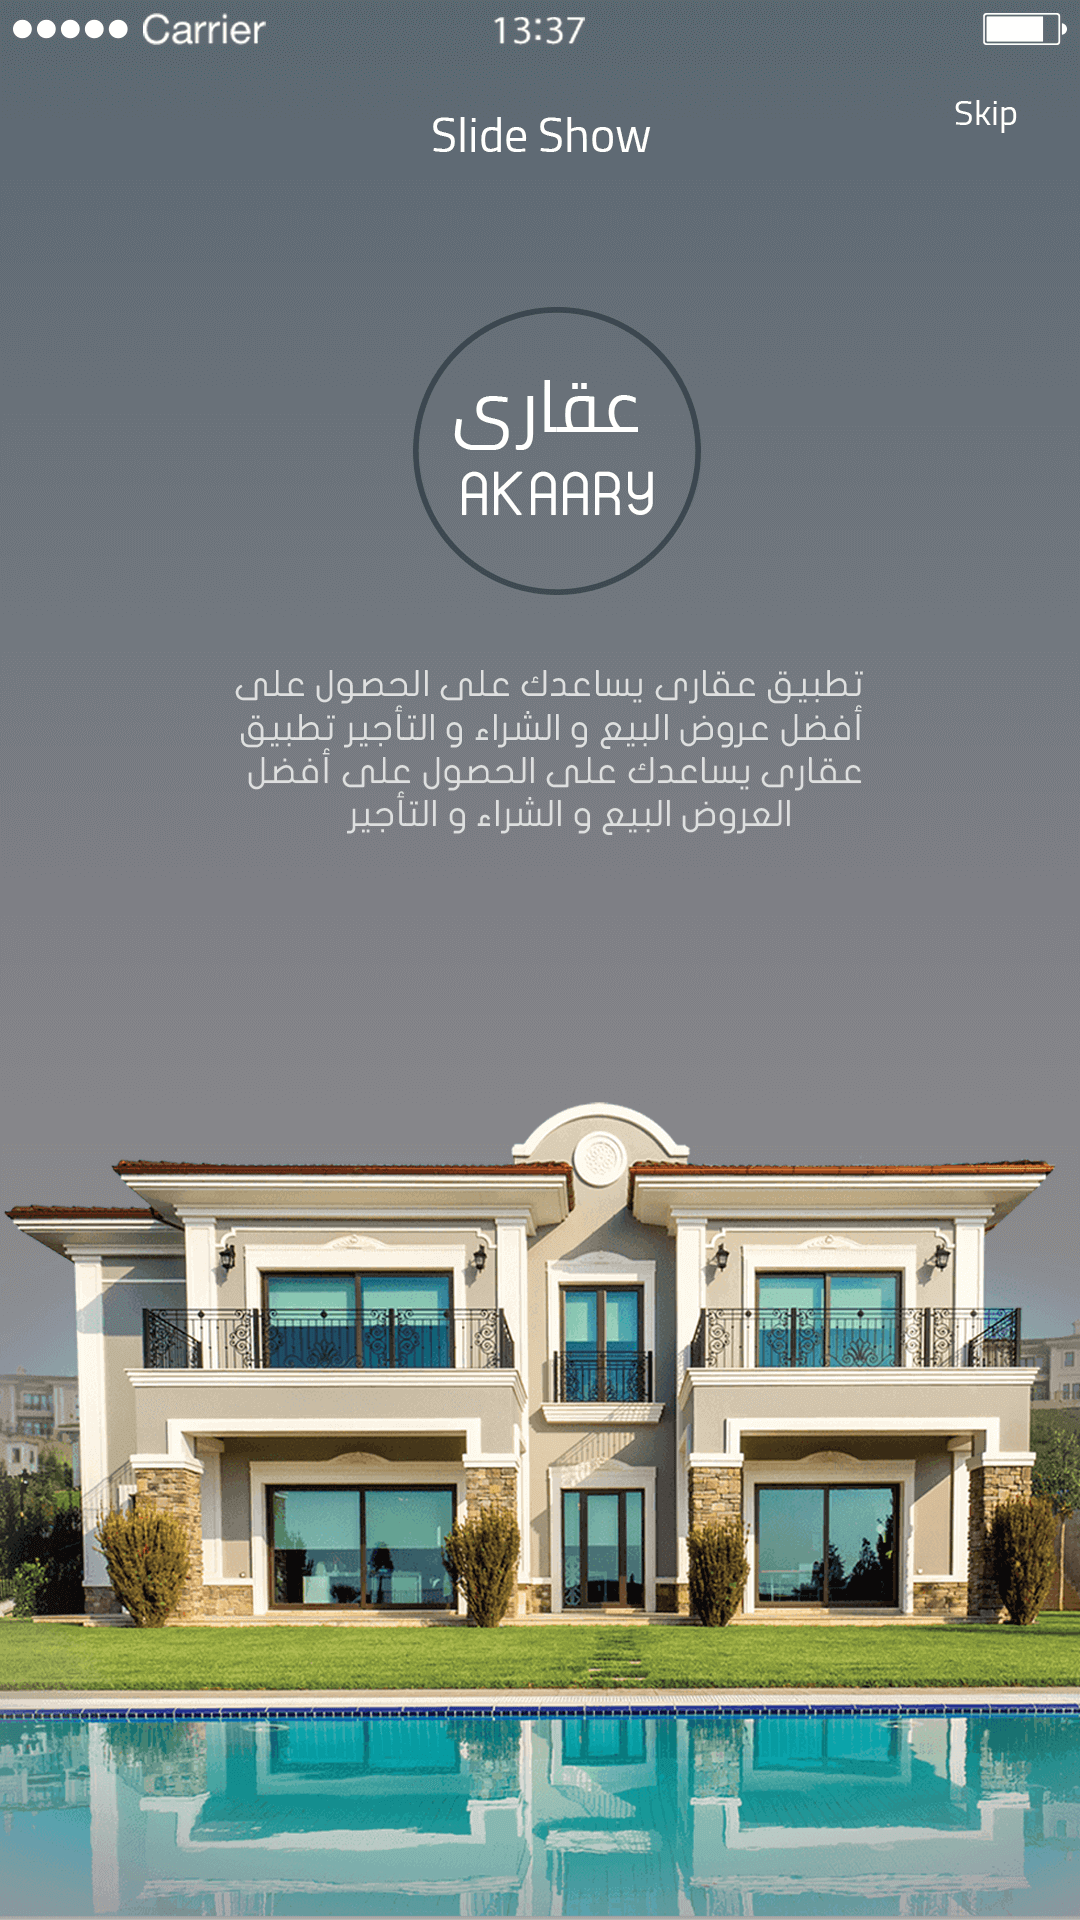 Carrier 13:37
Skip
Slide Show
عقارى
AKAARY
تطبيق عقارى يساعدك على الحصول على
أفضل عروض البيع و الشراء و التأجير تطبيق
عقارى يساعدك على الحصول على أفضل
العروض البيع و الشراء و التأجير